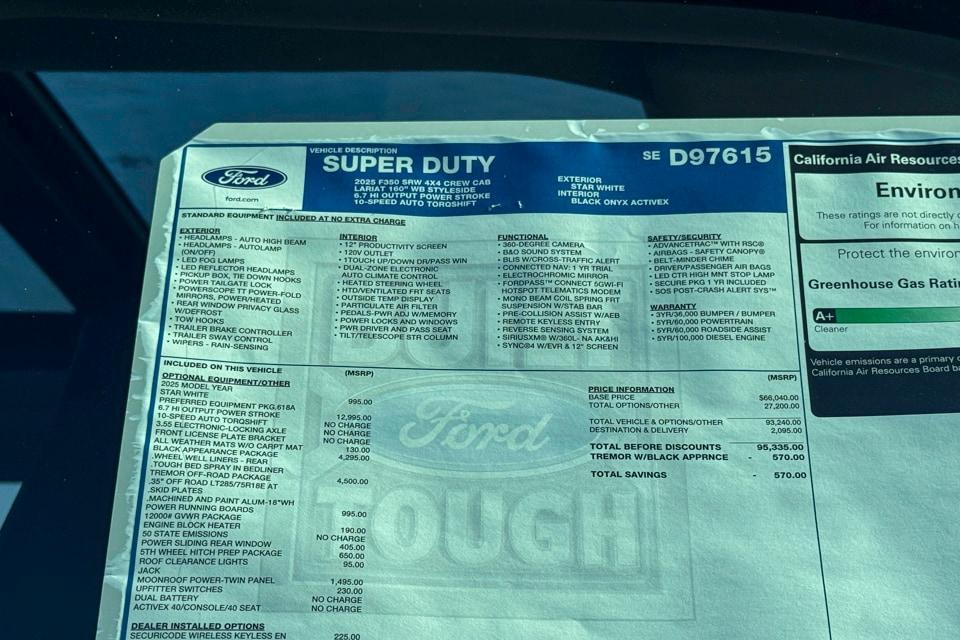 Ford
ford.com
VEHICLE DESCRIPTION
SUPER DUTY
2025 F350 SRW 4X4 CREW CAB
LARIAT 160" WB STYLESIDE
6.7 HI OUTPUT POWER STROKE
10-SPEED AUTO TORQSHIFT
SE D97615
EXTERIOR
STAR WHITE
INTERIOR
BLACK ONYX ACTIVEX
STANDARD EQUIPMENT INCLUDED AT NO EXTRA CHARGE
EXTERIOR
• HEADLAMPS - AUTO HIGH BEAM
• HEADLAMPS - AUTOLAMP
(ON/OFF)
• LED FOG LAMPS
• LED REFLECTOR HEADLAMPS
• PICKUP BOX, TIE DOWN HOOKS
• POWER TAILGATE LOCK
• POWERSCOPE TT POWER-FOLD
MIRRORS, POWER/HEATED
• REAR WINDOW PRIVACY GLASS
W/DEFROST
• TOW HOOKS
• TRAILER BRAKE CONTROLLER
• TRAILER SWAY CONTROL
• WIPERS - RAIN-SENSING
INTERIOR
• 12" PRODUCTIVITY SCREEN
• 120V OUTLET
• 1TOUCH UP/DOWN DR/PASS WIN
• DUAL-ZONE ELECTRONIC
AUTO CLIMATE CONTROL
• HEATED STEERING WHEEL
• HTD/VENTILATED FRT SEATS
• OUTSIDE TEMP DISPLAY
• PARTICULATE AIR FILTER
• PEDALS-PWR ADJ W/MEMORY
• POWER LOCKS AND WINDOWS
• PWR DRIVER AND PASS SEAT
• TILT/TELESCOPE STR COLUMN
FUNCTIONAL
• 360-DEGREE CAMERA
• B&O SOUND SYSTEM
• BLIS W/CROSS-TRAFFIC ALERT
• CONNECTED NAV: 1 YR TRIAL
• ELECTROCHROMIC MIRROR
• FORDPASS™ CONNECT 5GWI-FI
HOTSPOT TELEMATICS MODEM
• MONO BEAM COIL SPRING FRT
SUSPENSION W/STAB BAR
• PRE-COLLISION ASSIST W/AEB
• REMOTE KEYLESS ENTRY
• REVERSE SENSING SYSTEM
• SIRIUSXM® W/360L- NA AK&HI
• SYNC®4 W/EVR & 12" SCREEN
SAFETY/SECURITY
• ADVANCETRAC™ WITH RSC®
• AIRBAGS - SAFETY CANOPY®
• BELT-MINDER CHIME
• DRIVER/PASSENGER AIR BAGS
• LED CTR HIGH MNT STOP LAMP
• SECURE PKG 1 YR INCLUDED
• SOS POST-CRASH ALERT SYS™
WARRANTY
• 3YR/36,000 BUMPER / BUMPER
• 5YR/60,000 POWERTRAIN
• 5YR/60,000 ROADSIDE ASSIST
• 5YR/100,000 DIESEL ENGINE
INCLUDED ON THIS VEHICLE
(MSRP)
OPTIONAL EQUIPMENT/OTHER
2025 MODEL YEAR
STAR WHITE 995.00
PREFERRED EQUIPMENT PKG.618A
6.7 HI OUTPUT POWER STROKE 12,995.00
10-SPEED AUTO TORQSHIFT NO CHARGE
3.55 ELECTRONIC-LOCKING AXLE NO CHARGE
FRONT LICENSE PLATE BRACKET NO CHARGE
ALL WEATHER MATS W/O CARPT MAT 130.00
BLACK APPEARANCE PACKAGE 4,295.00
.WHEEL WELL LINERS - REAR
.TOUGH BED SPRAY IN BEDLINER
TREMOR OFF-ROAD PACKAGE 4,500.00
.35" OFF ROAD LT285/75R18E AT
.SKID PLATES
.MACHINED AND PAINT ALUM-18"WH
POWER RUNNING BOARDS 995.00
12000# GVWR PACKAGE
ENGINE BLOCK HEATER 190.00
50 STATE EMISSIONS NO CHARGE
POWER SLIDING REAR WINDOW 405.00
5TH WHEEL HITCH PREP PACKAGE 650.00
ROOF CLEARANCE LIGHTS 95.00
JACK
MOONROOF POWER-TWIN PANEL 1,495.00
UPFITTER SWITCHES 230.00
DUAL BATTERY NO CHARGE
ACTIVEX 40/CONSOLE/40 SEAT NO CHARGE
DEALER INSTALLED OPTIONS
SECURICODE WIRELESS KEYLESS EN 225.00
(MSRP)
PRICE INFORMATION
BASE PRICE $66,040.00
TOTAL OPTIONS/OTHER 27,200.00
TOTAL VEHICLE & OPTIONS/OTHER 93,240.00
DESTINATION & DELIVERY 2,095.00
TOTAL BEFORE DISCOUNTS 95,335.00
TREMOR W/BLACK APPRNCE - 570.00
TOTAL SAVINGS - 570.00
BUILT
Ford
TOUGH
California Air Resources
Environ
These ratings are not directly c
For information on h
Protect the environ
Greenhouse Gas Ratin
A+
Cleaner
Vehicle emissions are a primary c
California Air Resources Board ba